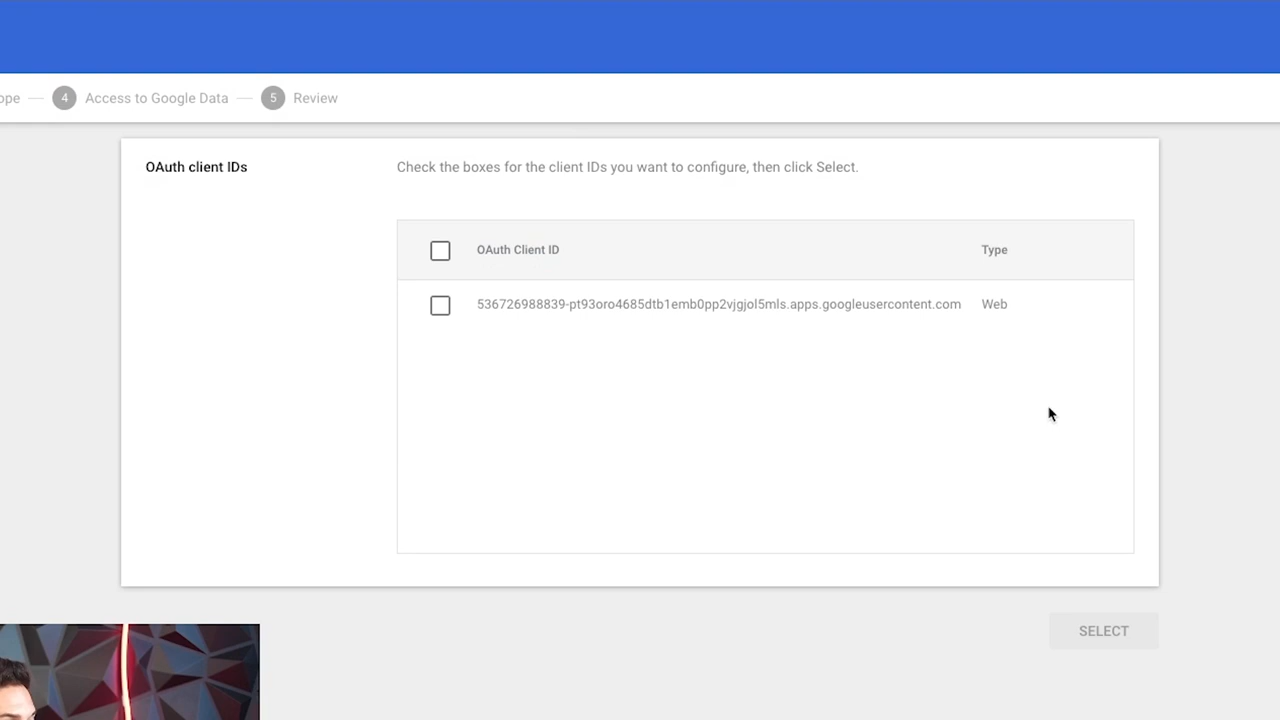 ope 4 Access to Google Data 5 Review
OAuth client IDs Check the boxes for the client IDs you want to configure, then click Select.
OAuth Client ID Type
536726988839-pt93oro4685dtb1emb0pp2vjgjol5mls.apps.googleusercontent.com Web
SELECT